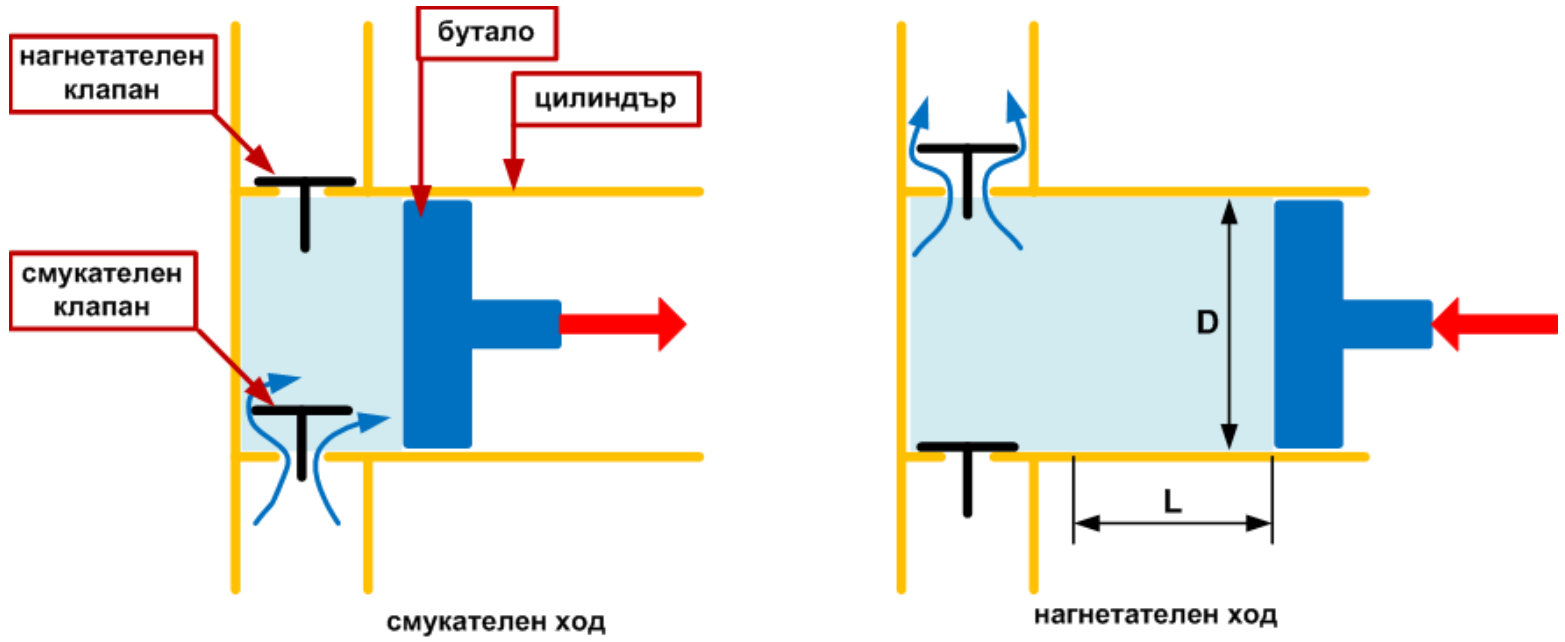 нагнетателен
клапан
бутало
цилиндър
смукателен
клапан
смукателен ход
D
L
нагнетателен ход